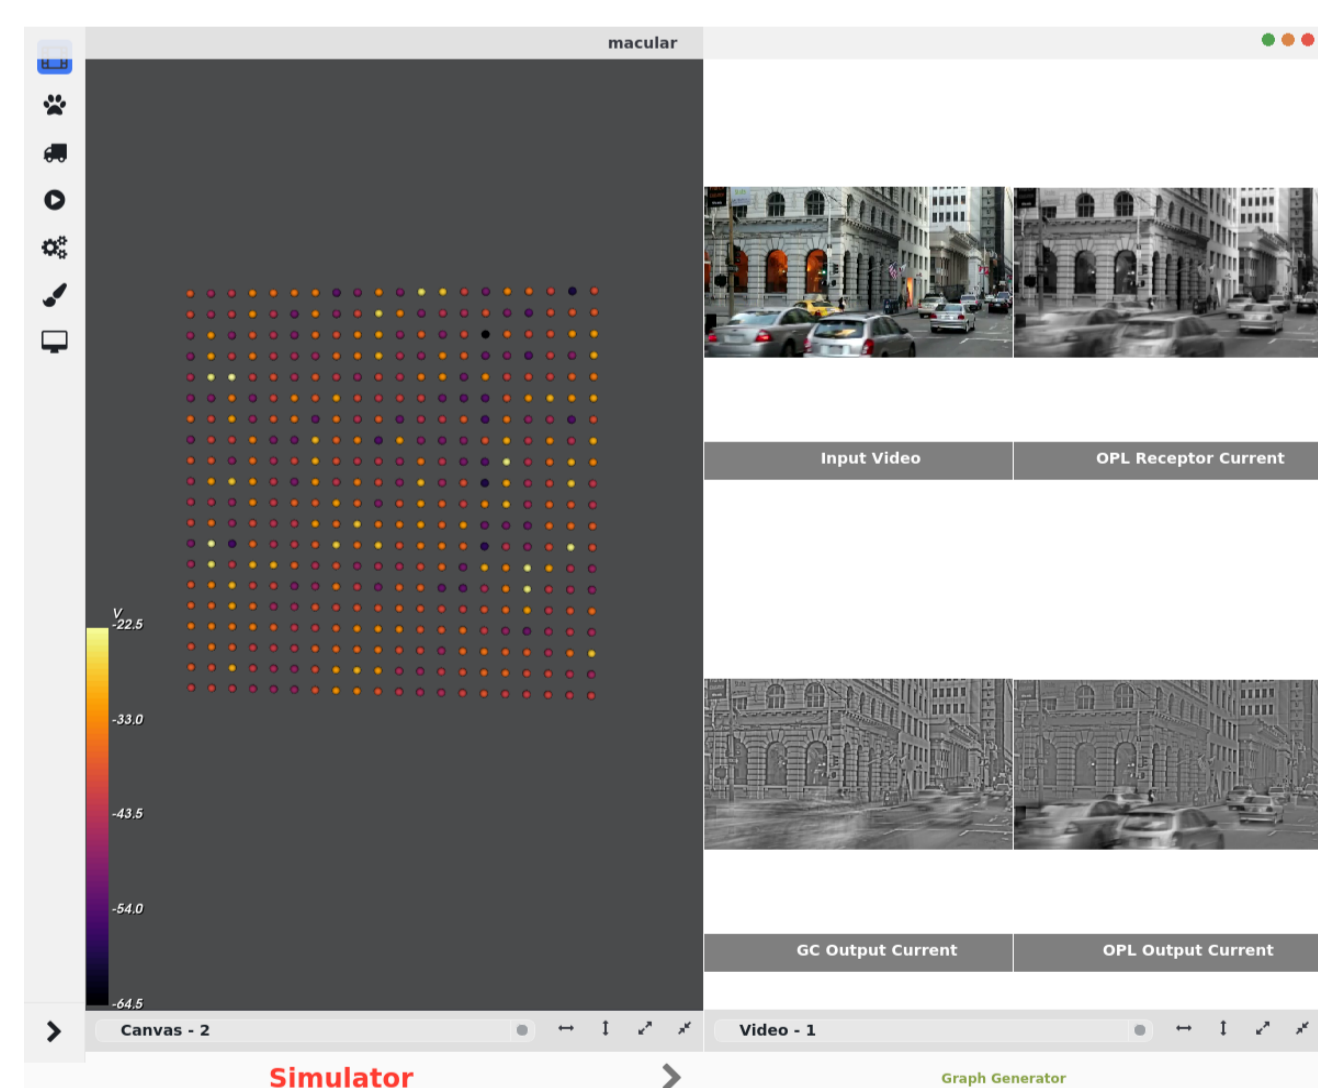 macular
Input Video
OPL Receptor Current
V
-22.5
-33.0
-43.5
-54.0
-64.5
GC Output Current
OPL Output Current
Canvas - 2
Video - 1
Simulator
Graph Generator